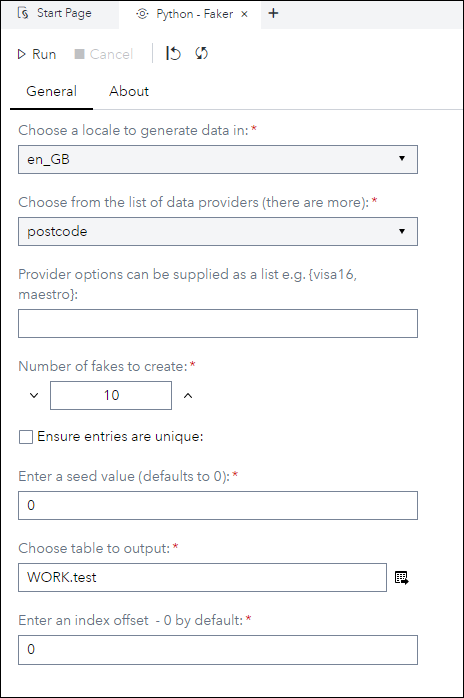 Start Page
Python - Faker × +
Run
Cancel
General
About
Choose a locale to generate data in: *
en_GB
Choose from the list of data providers (there are more): *
postcode
Provider options can be supplied as a list e.g. {visa16,
maestro}:
Number of fakes to create: *
10
Ensure entries are unique:
Enter a seed value (defaults to 0): *
0
Choose table to output: *
WORK.test
Enter an index offset - 0 by default: *
0